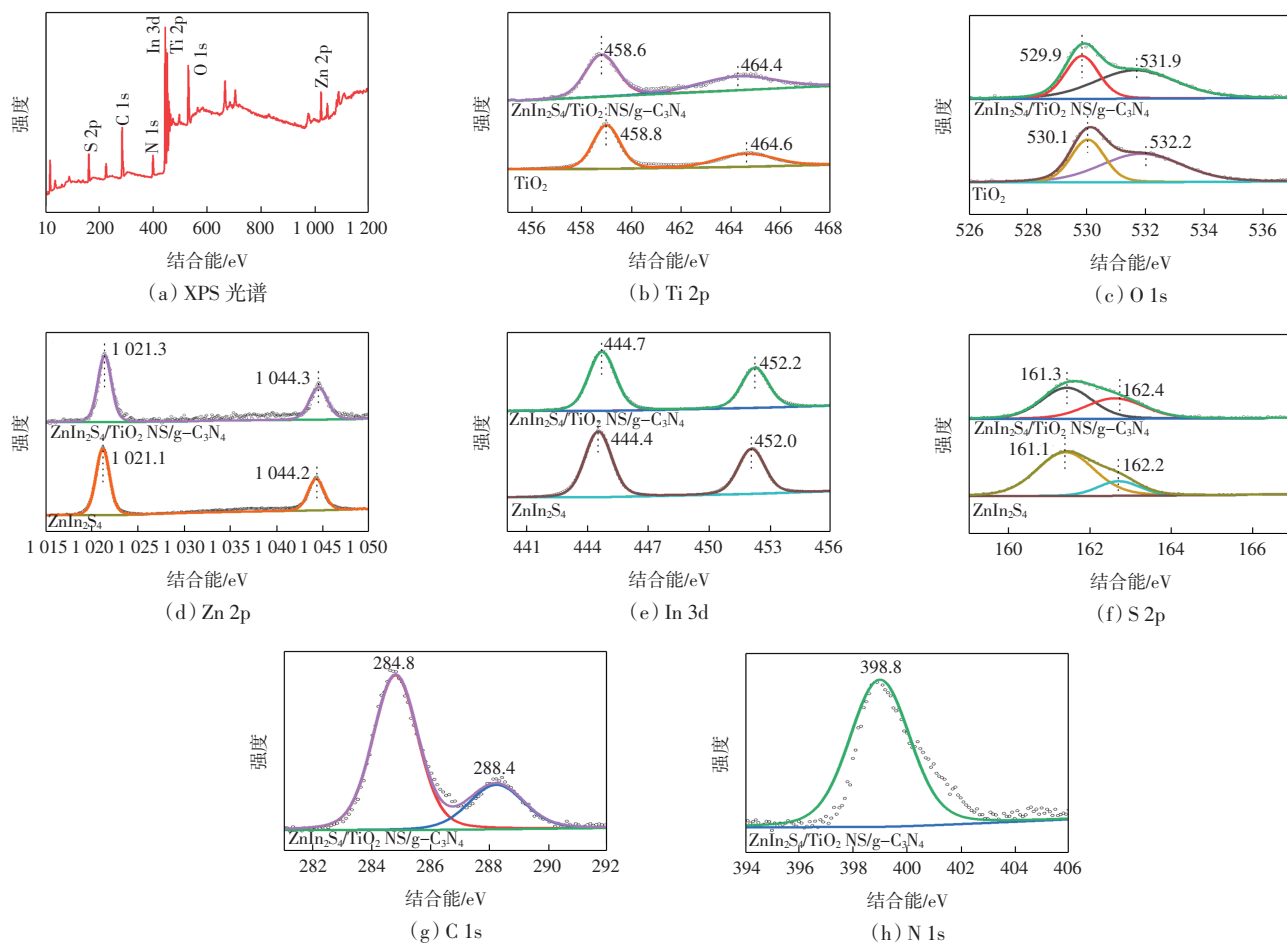 强度
S 2p
C 1s
N 1s
In 3d
Ti 2p
O 1s
Zn 2p
10 200 400 600 800 1 000 1 200
结合能/eV
(a) XPS 光谱
强度
458.6
464.4
ZnIn₂S₄/TiO₂ NS/g-C₃N₄
458.8
464.6
TiO₂
456 458 460 462 464 466 468
结合能/eV
(b) Ti 2p
强度
529.9
531.9
ZnIn₂S₄/TiO₂ NS/g-C₃N₄
530.1
532.2
TiO₂
526 528 530 532 534 536
结合能/eV
(c) O 1s
强度
1 021.3
1 044.3
ZnIn₂S₄/TiO₂ NS/g-C₃N₄
1 021.1
1 044.2
ZnIn₂S₄
1 015 1 020 1 025 1 030 1 035 1 040 1 045 1 050
结合能/eV
(d) Zn 2p
强度
444.7
452.2
ZnIn₂S₄/TiO₂ NS/g-C₃N₄
444.4
452.0
ZnIn₂S₄
441 444 447 450 453 456
结合能/eV
(e) In 3d
强度
161.3
162.4
ZnIn₂S₄/TiO₂ NS/g-C₃N₄
161.1
162.2
ZnIn₂S₄
160 162 164 166
结合能/eV
(f) S 2p
强度
284.8
288.4
ZnIn₂S₄/TiO₂ NS/g-C₃N₄
282 284 286 288 290 292
结合能/eV
(g) C 1s
强度
398.8
ZnIn₂S₄/TiO₂ NS/g-C₃N₄
394 396 398 400 402 404 406
结合能/eV
(h) N 1s